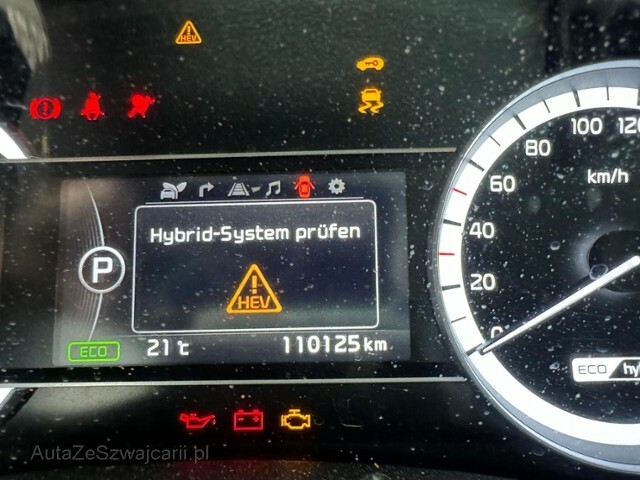 HEV
120
100
80
km/h
60
Hybrid-System prüfen
40
P
HEV
20
ECO
21 °c
110125 km
0
ECO
hy
AutaZeSzwajcarii.pl